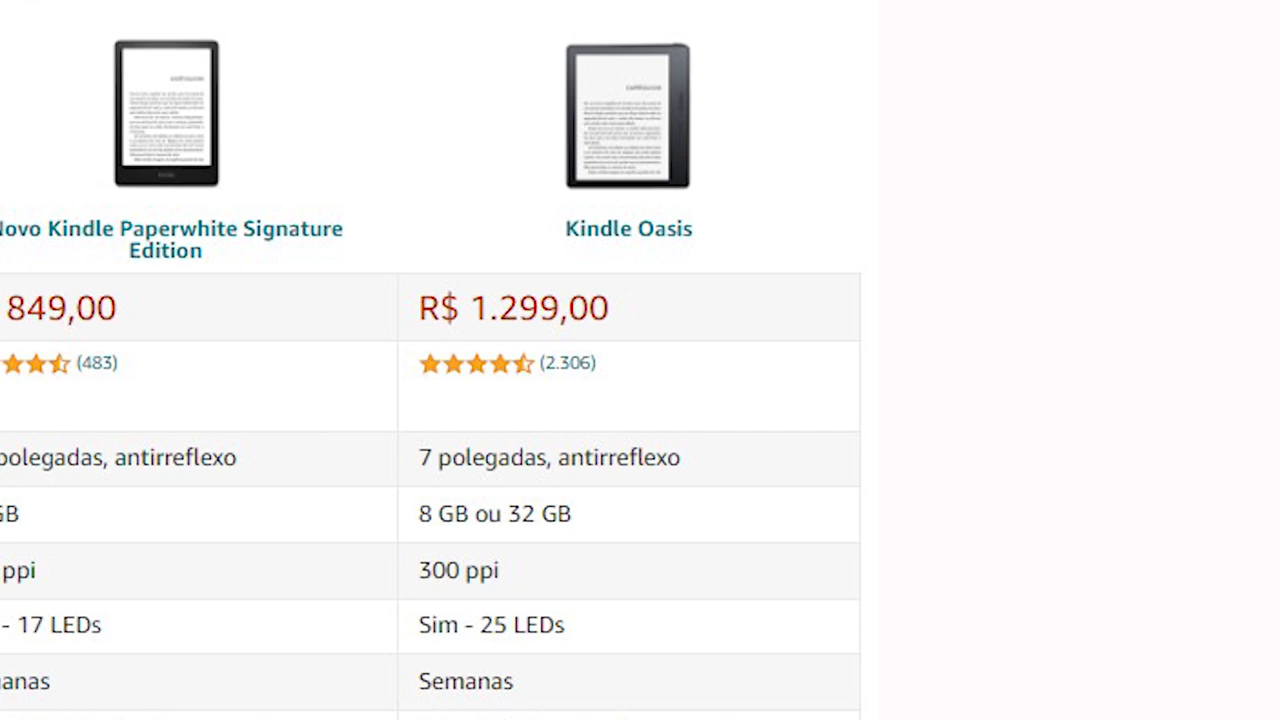 Novo Kindle Paperwhite Signature
Edition
Kindle Oasis
849,00
R$ 1.299,00
(483)
(2.306)
polegadas, antirreflexo
7 polegadas, antirreflexo
GB
8 GB ou 32 GB
ppi
300 ppi
- 17 LEDs
Sim - 25 LEDs
anas
Semanas